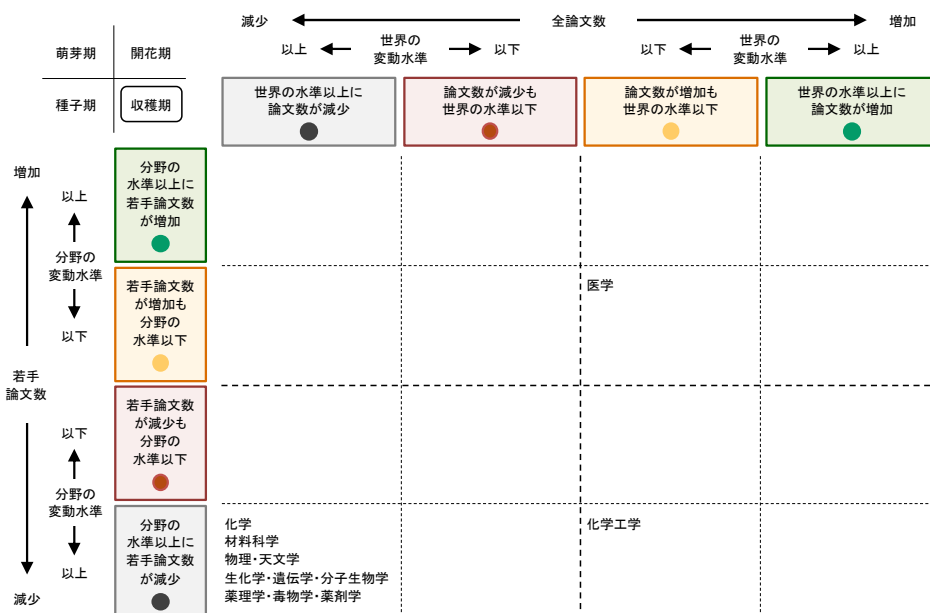 減少
全論文数
増加
以上
世界の
変動水準
以下
以下
世界の
変動水準
以上
萌芽期
開花期
種子期
収穫期
世界の水準以上に
論文数が減少
論文数が減少も
世界の水準以下
論文数が増加も
世界の水準以下
世界の水準以上に
論文数が増加
増加
以上
分野の
変動水準
以下
若手
論文数
以下
分野の
変動水準
以上
減少
分野の
水準以上に
若手論文数
が増加
若手論文数
が増加も
分野の
水準以下
医学
若手論文数
が減少も
分野の
水準以下
分野の
水準以上に
若手論文数
が減少
化学
材料科学
物理・天文学
生化学・遺伝学・分子生物学
薬理学・毒物学・薬剤学
化学工学